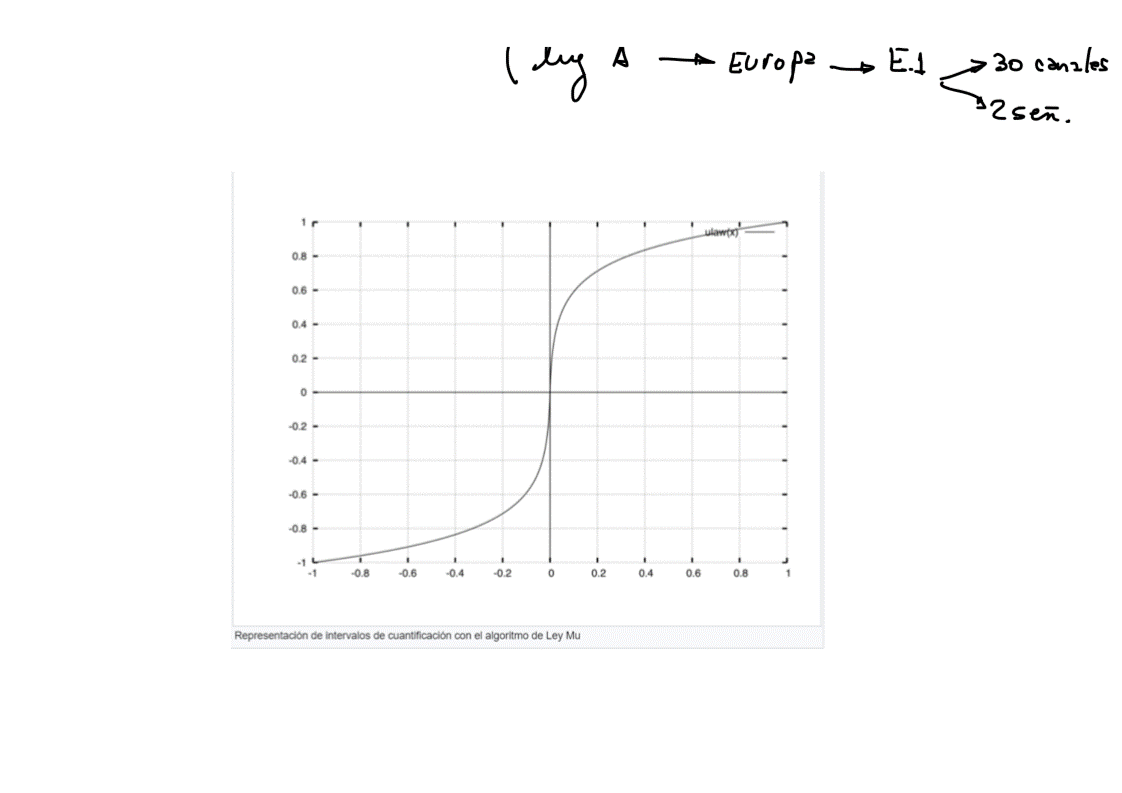 ( ley A → Europa → E.1 → 30 canales
→ 2 señ.
ulaw(x)
1
0.8
0.6
0.4
0.2
0
-0.2
-0.4
-0.6
-0.8
-1
-1 -0.8 -0.6 -0.4 -0.2 0 0.2 0.4 0.6 0.8 1
Representación de intervalos de cuantificación con el algoritmo de Ley Mu